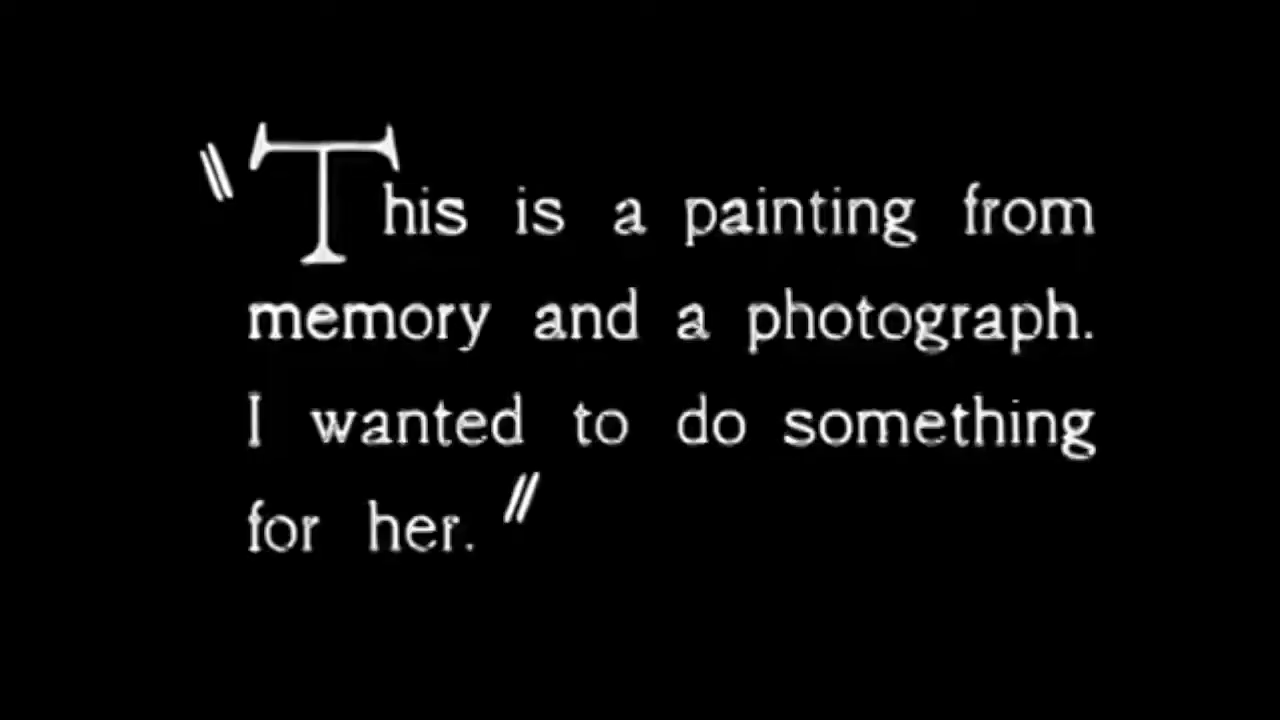 "This is a painting from
memory and a photograph.
I wanted to do something
for her."